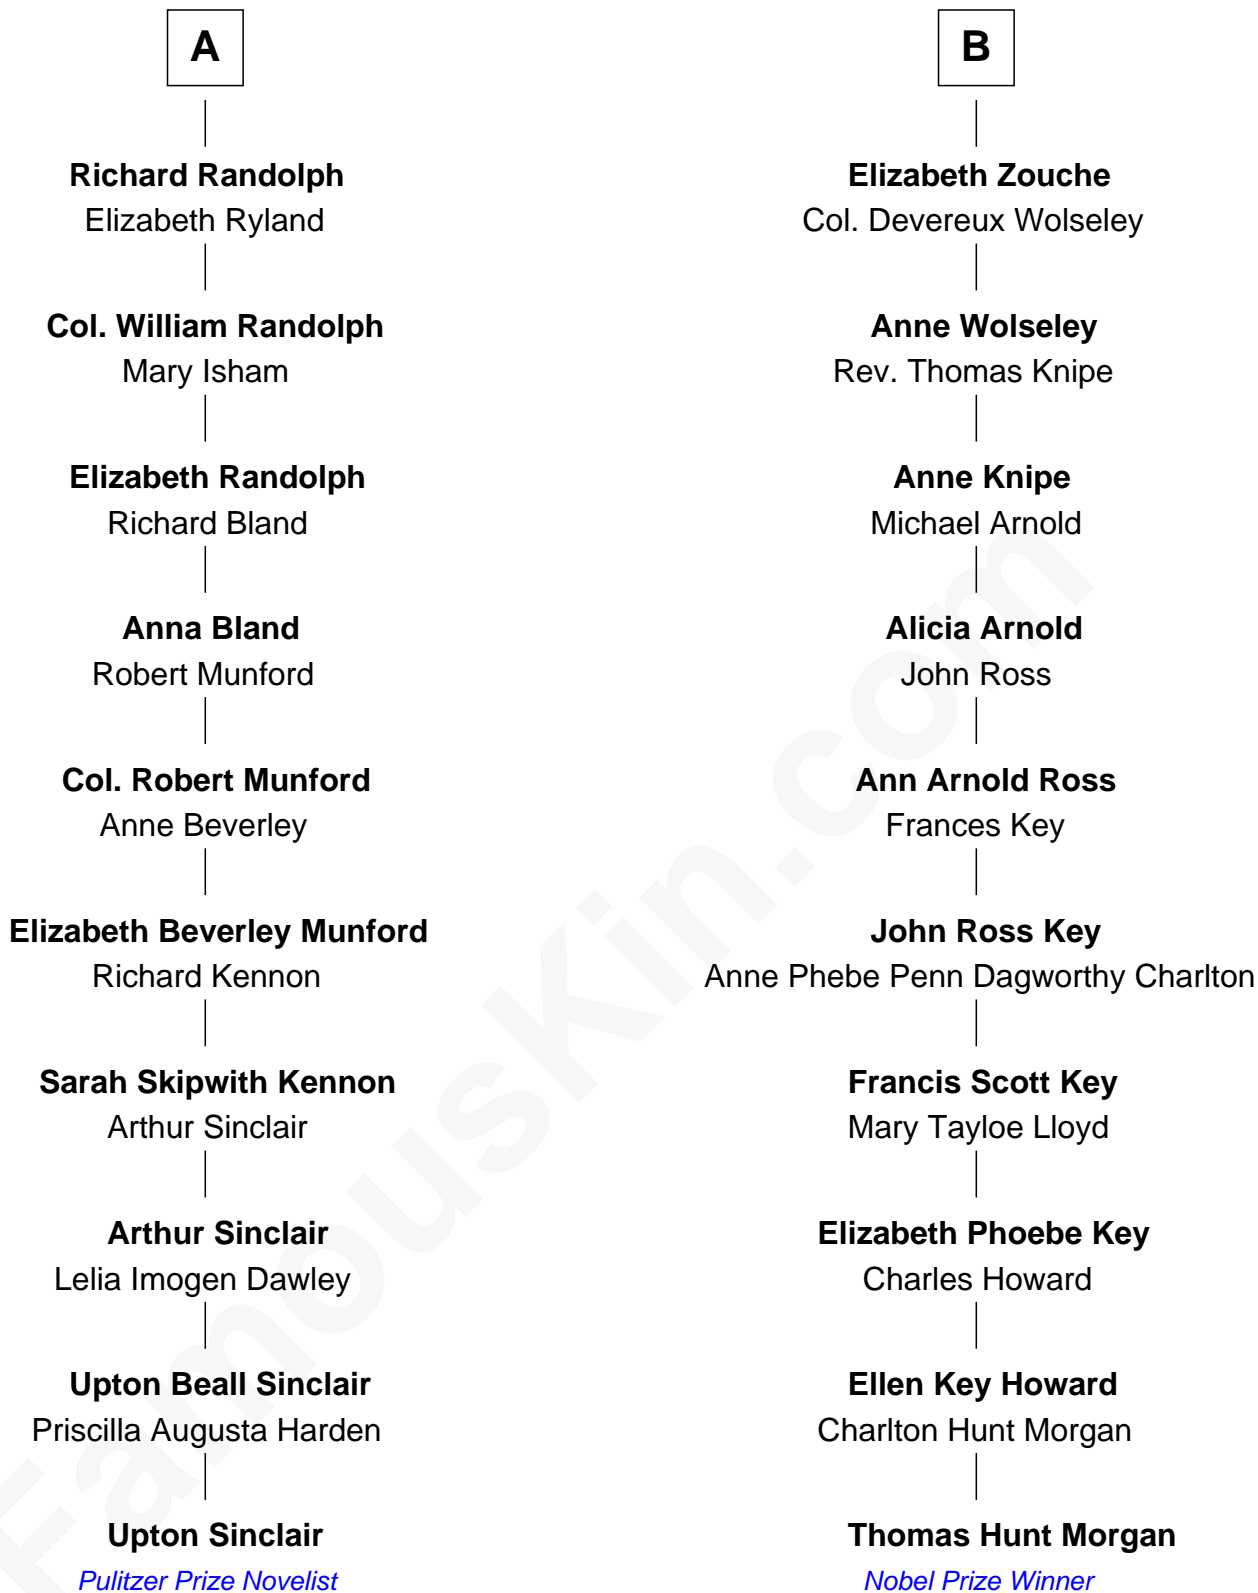 A
Richard Randolph
Elizabeth Ryland
Col. William Randolph
Mary Isham
Elizabeth Randolph
Richard Bland
Anna Bland
Robert Munford
Col. Robert Munford
Anne Beverley
Elizabeth Beverley Munford
Richard Kennon
Sarah Skipwith Kennon
Arthur Sinclair
Arthur Sinclair
Lelia Imogen Dawley
Upton Beall Sinclair
Priscilla Augusta Harden
Upton Sinclair
Pulitzer Prize Novelist
B
Elizabeth Zouche
Col. Devereux Wolseley
Anne Wolseley
Rev. Thomas Knipe
Anne Knipe
Michael Arnold
Alicia Arnold
John Ross
Ann Arnold Ross
Frances Key
John Ross Key
Anne Phebe Penn Dagworthy Charlton
Francis Scott Key
Mary Tayloe Lloyd
Elizabeth Phoebe Key
Charles Howard
Ellen Key Howard
Charlton Hunt Morgan
Thomas Hunt Morgan
Nobel Prize Winner
FamousKin.com